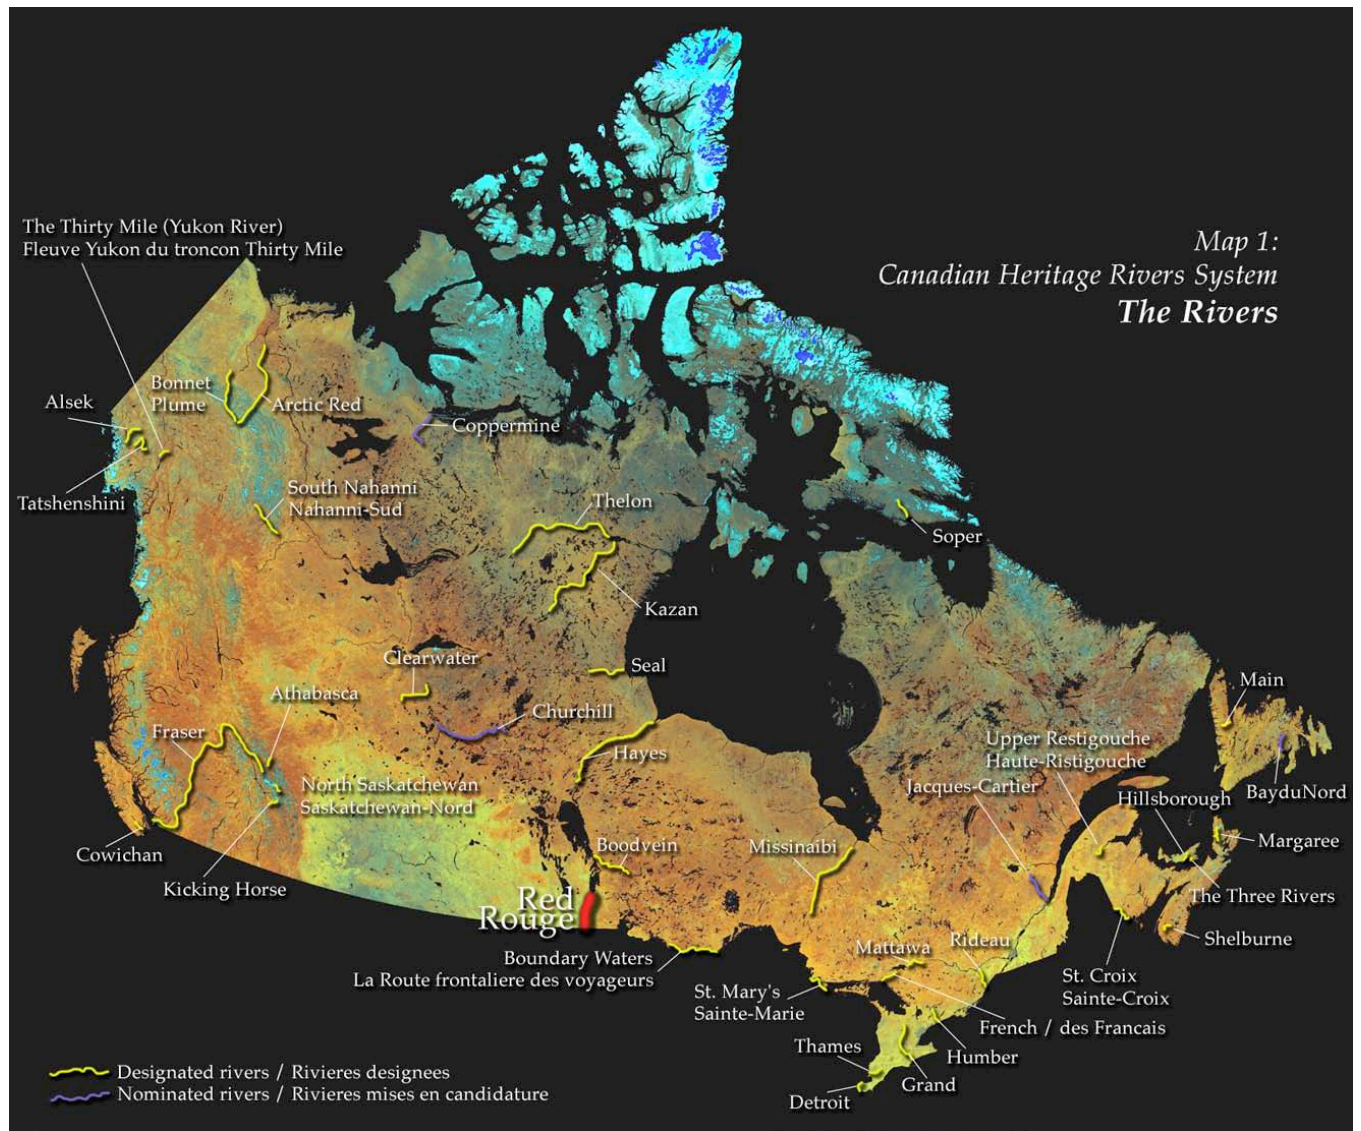 Map 1:
Canadian Heritage Rivers System
The Rivers
The Thirty Mile (Yukon River)
Fleuve Yukon du troncon Thirty Mile
Alsek
Bonnet
Plume
Arctic Red
Coppermine
Tatshenshini
South Nahanni
Nahanni-Sud
Thelon
Soper
Kazan
Clearwater
Seal
Athabasca
Main
Churchill
Fraser
Hayes
Upper Restigouche
Haute-Ristigouche
Jacques-Cartier
North Saskatchewan
Saskatchewan-Nord
Hillsborough
BayduNord
Cowichan
Kicking Horse
Boodvein
Missinaibi
Margaree
The Three Rivers
Red
Rouge
Shelburne
Boundary Waters
La Route frontaliere des voyageurs
Mattawa
Rideau
St. Mary's
Sainte-Marie
St. Croix
Sainte-Croix
French / des Francais
Thames
Humber
Grand
Detroit
Designated rivers / Rivieres designees
Nominated rivers / Rivieres mises en candidature